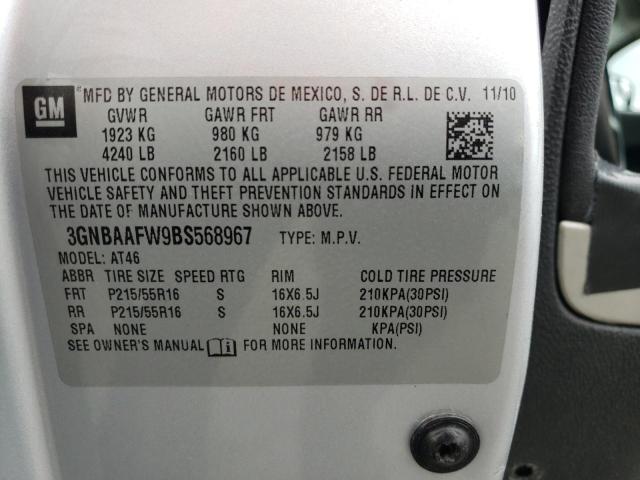 GM
MFD BY GENERAL MOTORS DE MEXICO, S. DE R.L. DE C.V. 11/10
GVWR GAWR FRT GAWR RR
1923 KG 980 KG 979 KG
4240 LB 2160 LB 2158 LB
THIS VEHICLE CONFORMS TO ALL APPLICABLE U.S. FEDERAL MOTOR
VEHICLE SAFETY AND THEFT PREVENTION STANDARDS IN EFFECT ON
THE DATE OF MANUFACTURE SHOWN ABOVE.
3GNBAAFW9BS568967 TYPE: M.P.V.
MODEL: AT46
ABBR TIRE SIZE SPEED RTG RIM COLD TIRE PRESSURE
FRT P215/55R16 S 16X6.5J 210KPA(30PSI)
RR P215/55R16 S 16X6.5J 210KPA(30PSI)
SPA NONE NONE KPA(PSI)
SEE OWNER'S MANUAL FOR MORE INFORMATION.